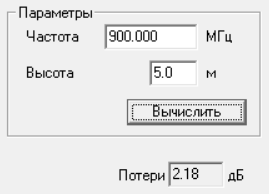 Параметры
Частота 900.000 МГц
Высота 5.0 м
Вычислить
Потери 2.18 дБ